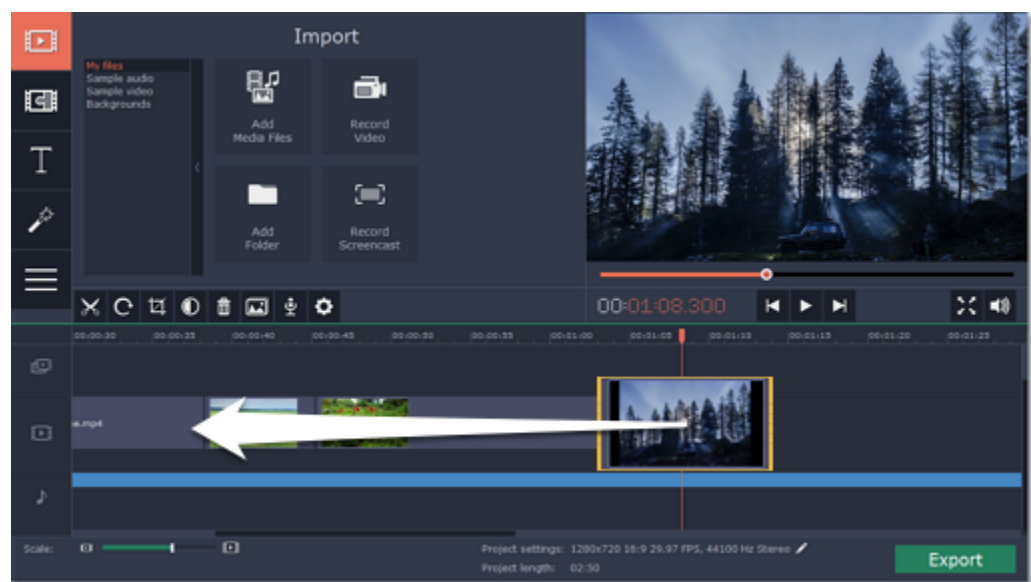 Import
My files
Sample audio
Sample video
Backgrounds
Add
Media Files
Record
Video
Add
Folder
Record
Screencast
T
00:01:08.300
00:00:30 00:00:35 00:00:40 00:00:45 00:00:50 00:00:55 00:01:00 00:01:05 00:01:10 00:01:15 00:01:20 00:01:25
e.mp4
Scale:
Project settings: 1280x720 16:9 29.97 FPS, 44100 Hz Stereo
Project length: 02:50
Export